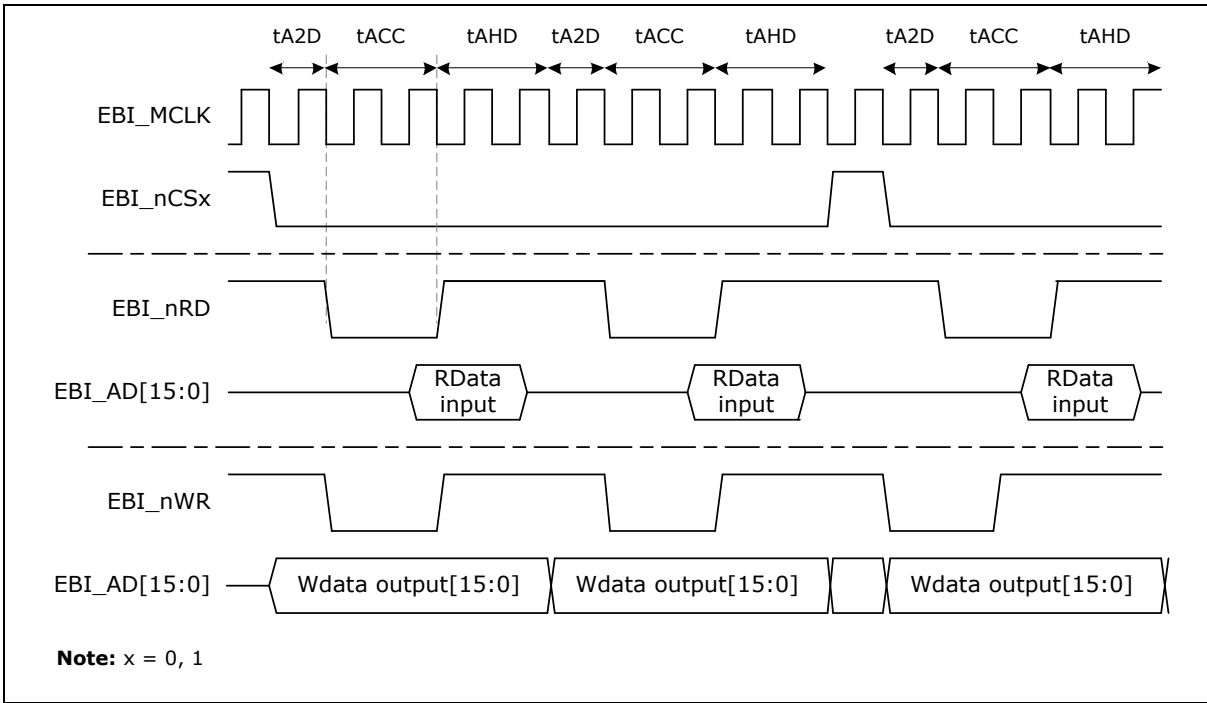 tA2D tACC tAHD tA2D tACC tAHD tA2D tACC tAHD
EBI_MCLK
EBI_nCSx
EBI_nRD
EBI_AD[15:0]
RData input
RData input
RData input
EBI_nWR
EBI_AD[15:0]
Wdata output[15:0] Wdata output[15:0] Wdata output[15:0]
Note: x = 0, 1